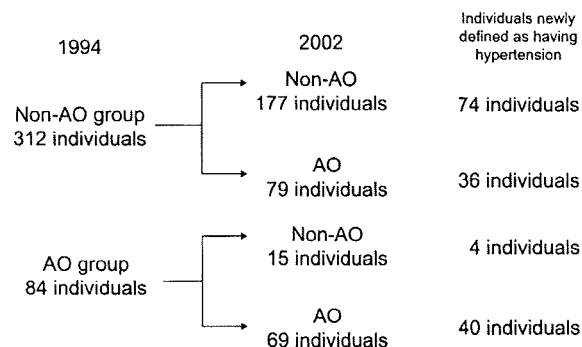 1994
2002
Individuals newly
defined as having
hypertension
Non-AO group
312 individuals
Non-AO
177 individuals
74 individuals
AO
79 individuals
36 individuals
AO group
84 individuals
Non-AO
15 individuals
4 individuals
AO
69 individuals
40 individuals